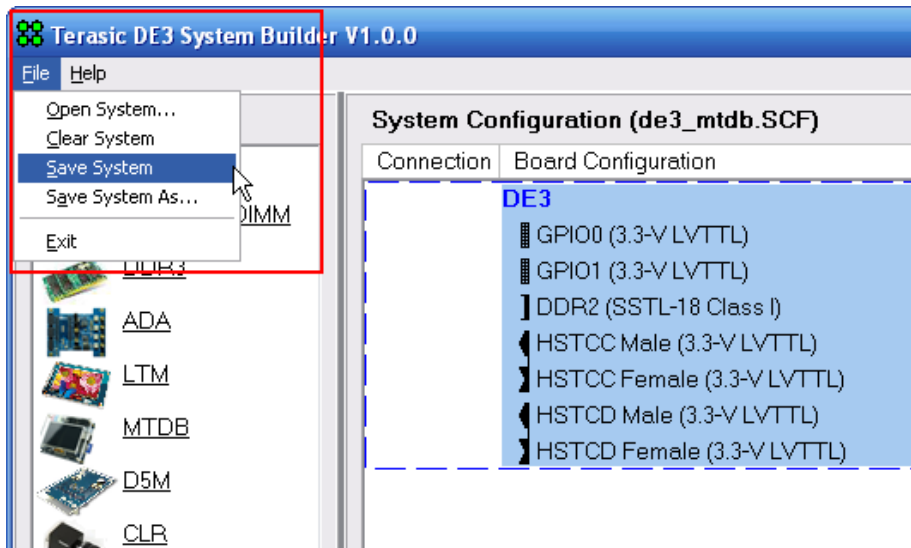 Terasic DE3 System Builder V1.0.0
File Help
Open System...
Clear System
Save System
Save System As...
Exit
DIMM
DDR3
ADA
LTM
MTDB
D5M
CLR
System Configuration (de3_mtdb.SCF)
Connection Board Configuration
DE3
GPIO0 (3.3-V LVTTL)
GPIO1 (3.3-V LVTTL)
DDR2 (SSTL-18 Class I)
HSTCC Male (3.3-V LVTTL)
HSTCC Female (3.3-V LVTTL)
HSTCD Male (3.3-V LVTTL)
HSTCD Female (3.3-V LVTTL)